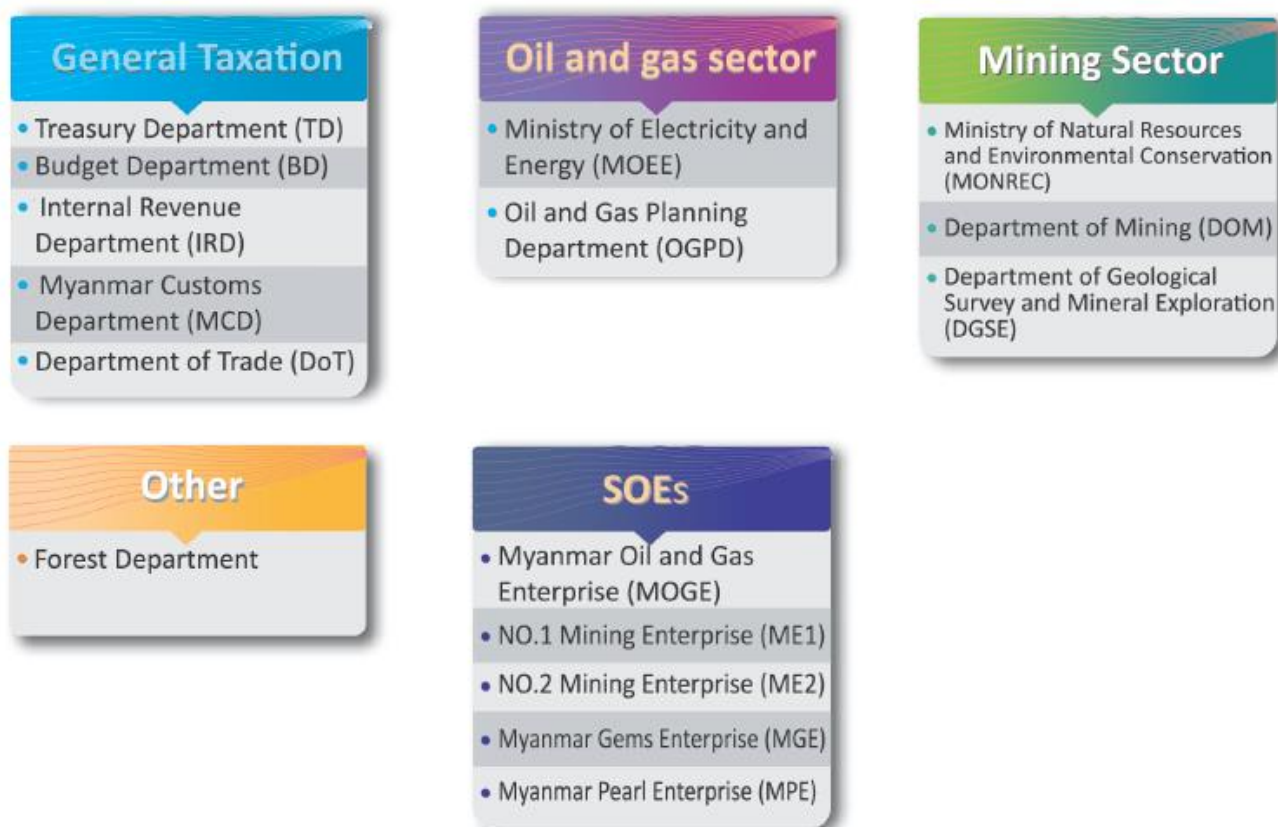 General Taxation
• Treasury Department (TD)
• Budget Department (BD)
• Internal Revenue
Department (IRD)
• Myanmar Customs
Department (MCD)
• Department of Trade (DoT)
Oil and gas sector
• Ministry of Electricity and
Energy (MOEE)
• Oil and Gas Planning
Department (OGPD)
Mining Sector
• Ministry of Natural Resources
and Environmental Conservation
(MONREC)
• Department of Mining (DOM)
• Department of Geological
Survey and Mineral Exploration
(DGSE)
Other
• Forest Department
SOEs
• Myanmar Oil and Gas
Enterprise (MOGE)
• NO.1 Mining Enterprise (ME1)
• NO.2 Mining Enterprise (ME2)
• Myanmar Gems Enterprise (MGE)
• Myanmar Pearl Enterprise (MPE)